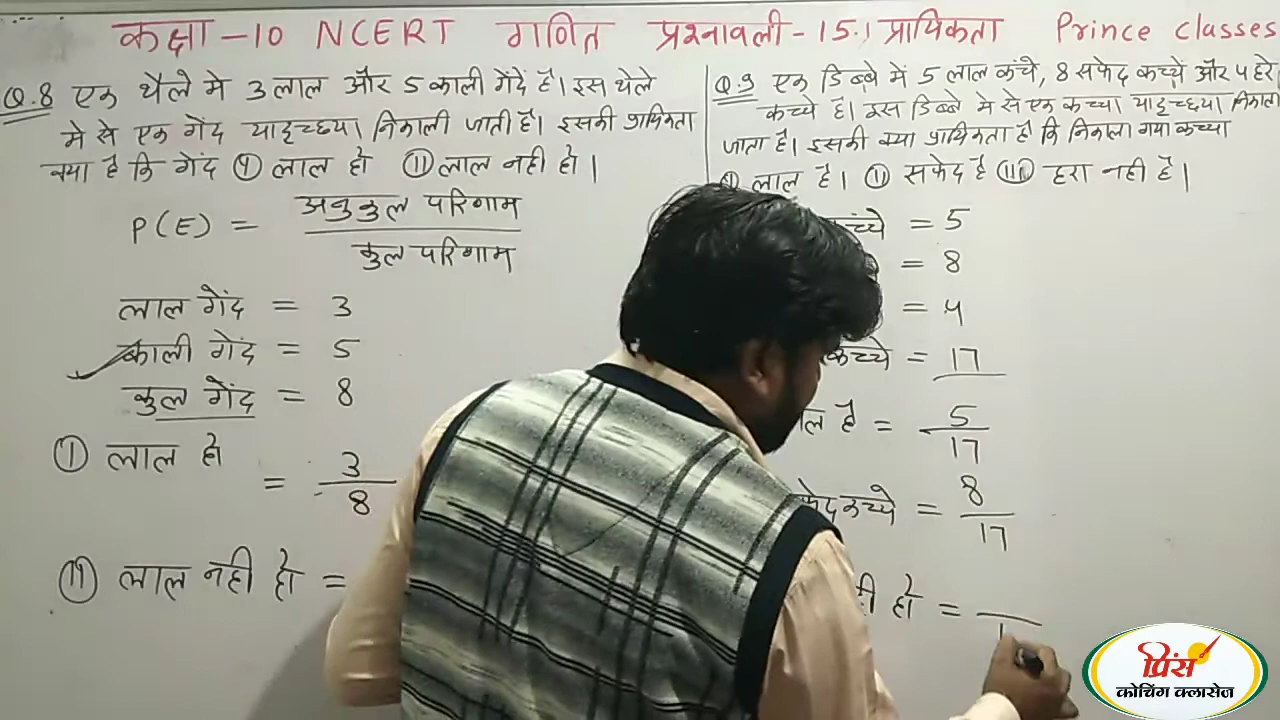 कक्षा -10 NCERT गणित प्रश्नावली - 15.1 प्रायिकता Prince classes
Q.8 एक थैले मे 3 लाल और 5 काली गेंदें है। इस थेले
मे से एक गेंद यादृच्छया निकाली जाती है। इसकी प्रायिकता
क्या है कि गेंद (i) लाल हो (ii) लाल नही हो।
P(E) = अनुकुल परिणाम
कुल परिणाम
लाल गेंद = 3
काली गेंद = 5
कुल गेंद = 8
(i) लाल हो
= 3/8
(ii) लाल नही हो =
Q.9 एक डिब्बे में 5 लाल कंचे, 8 सफेद कच्चे और 4 हरे
कच्चे है। इस डिब्बे मे से एक कच्चा यादृच्छया निकाला
जाता है। इसकी क्या प्रायिकता है कि निकाला गया कच्चा
(i) लाल है। (ii) सफेद है (iii) हरा नही है।
कंच्चे = 5
= 8
= 4
कच्चे = 17
है = 5/17
कच्चे = 8/17
हो =
प्रिंस
कोचिंग क्लासेज